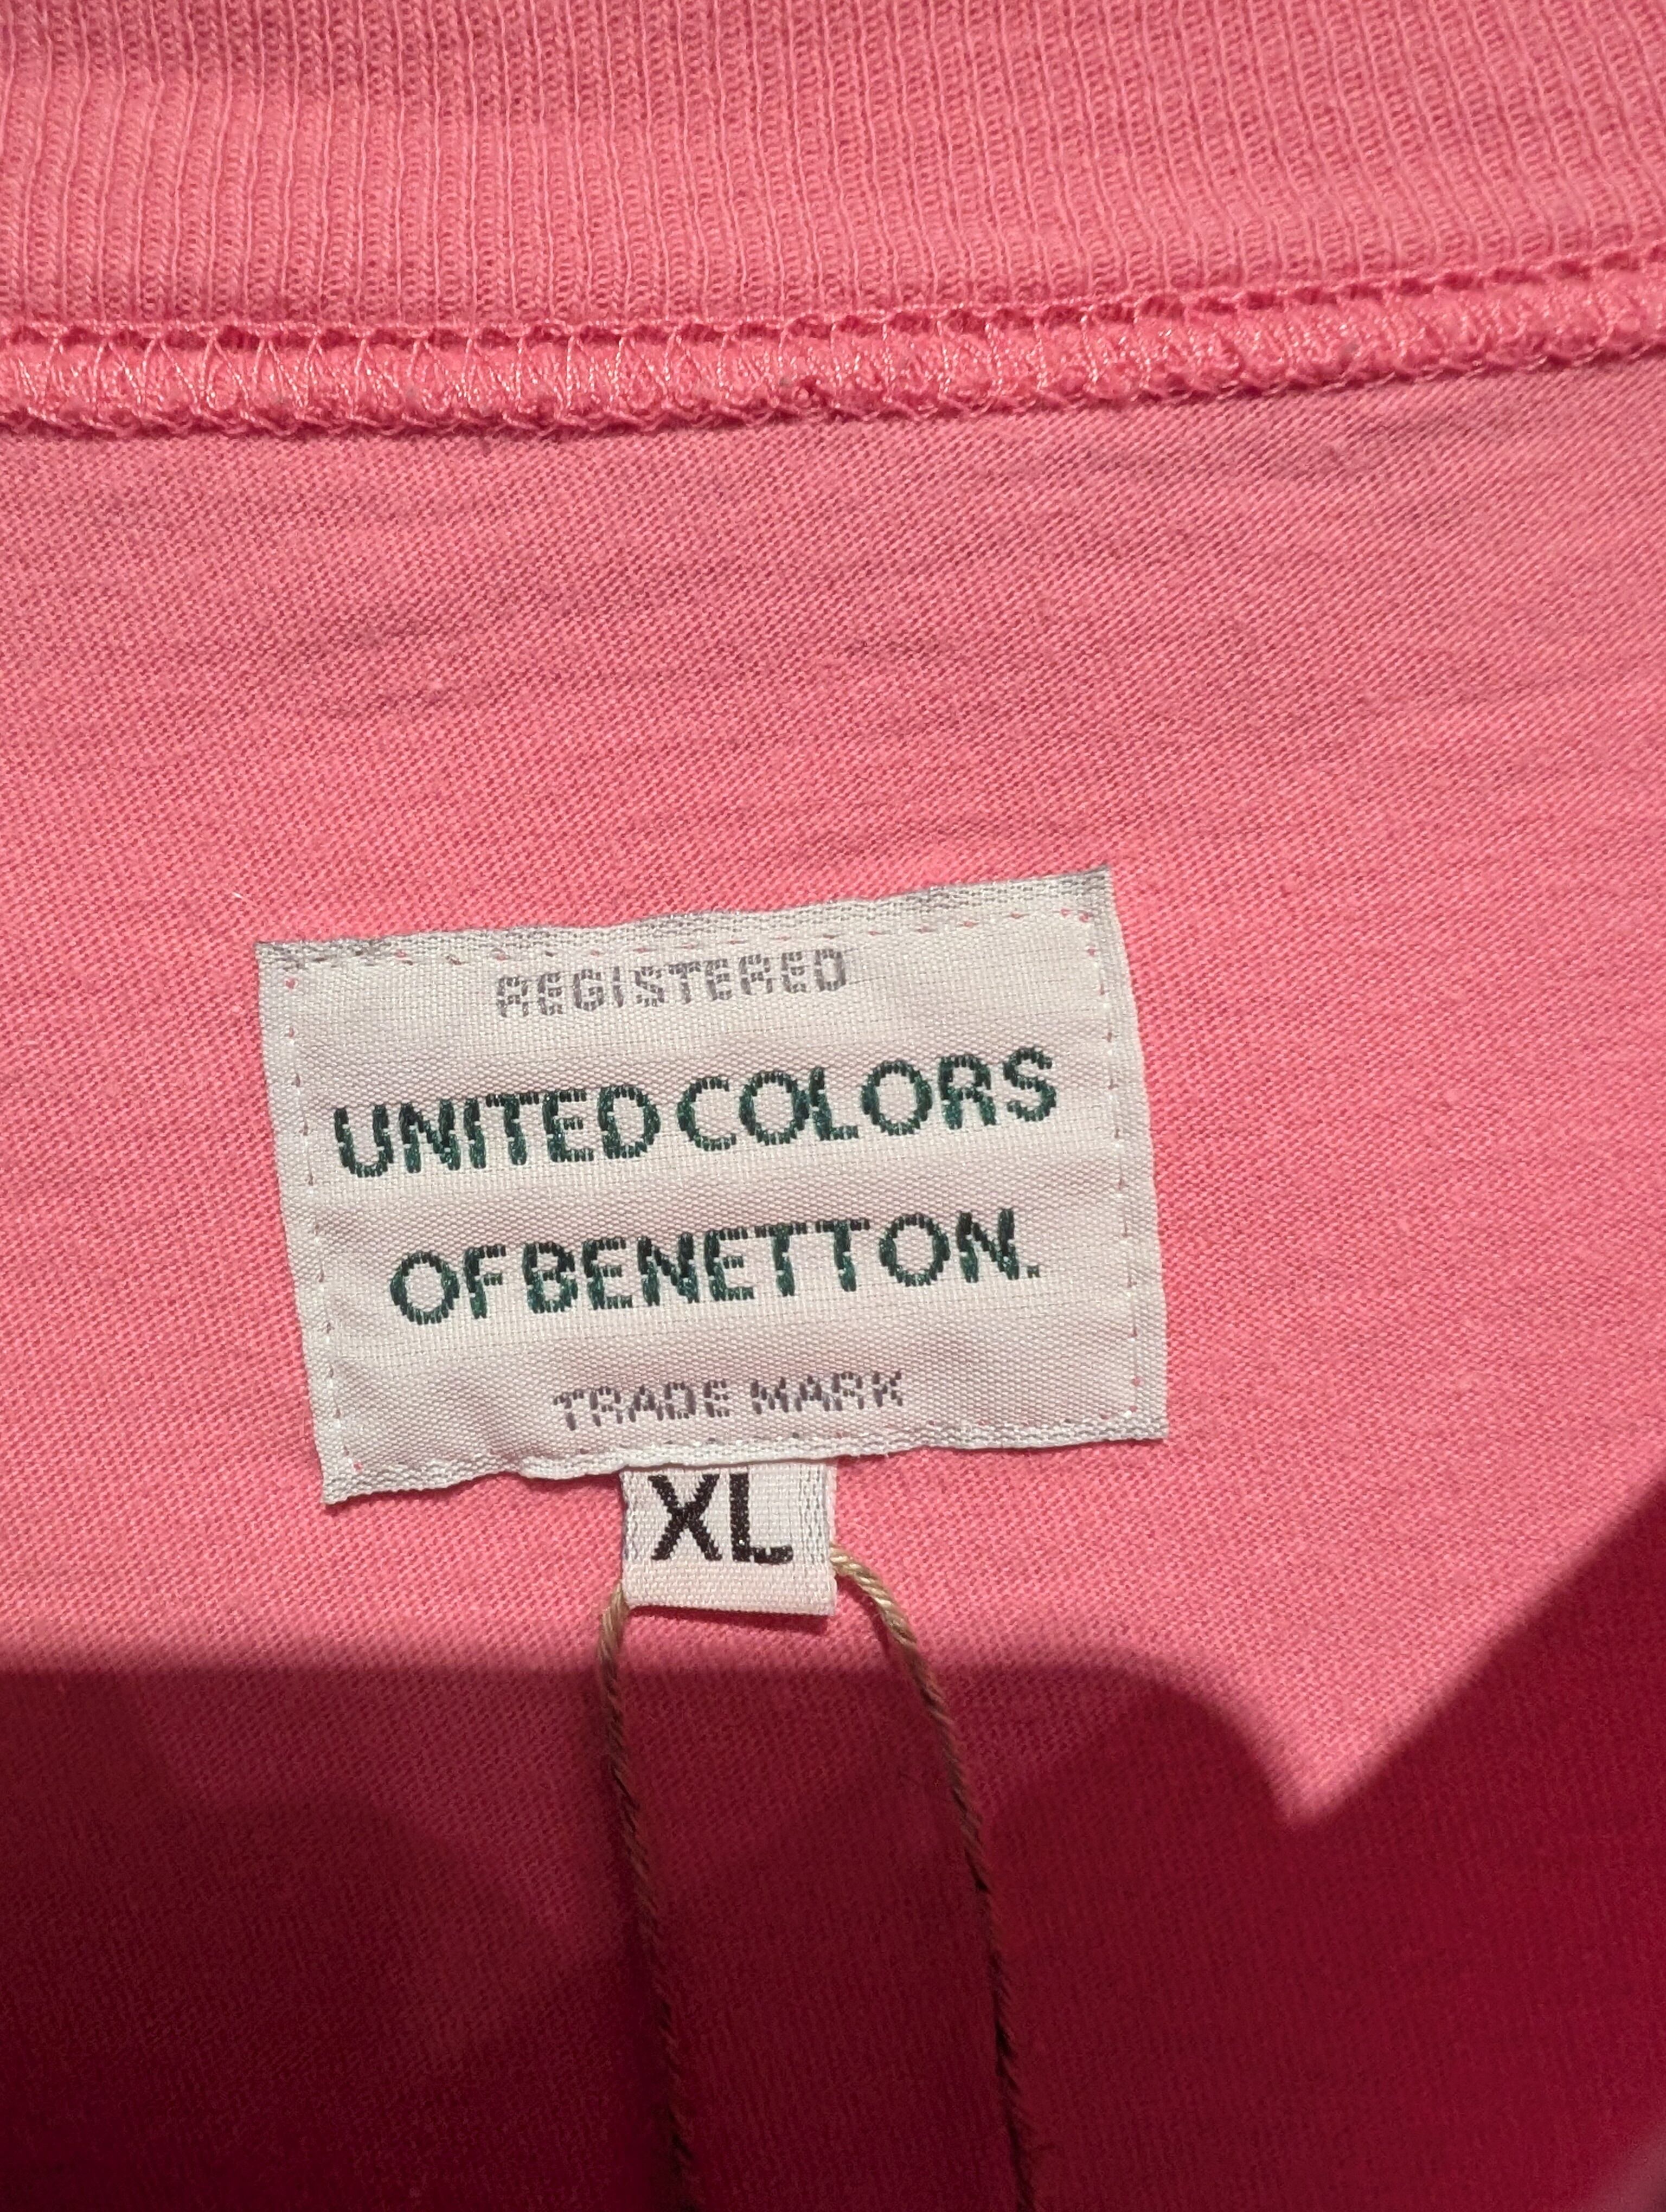 REGISTERED
UNITED COLORS
OF BENETTON.
TRADE MARK
XL